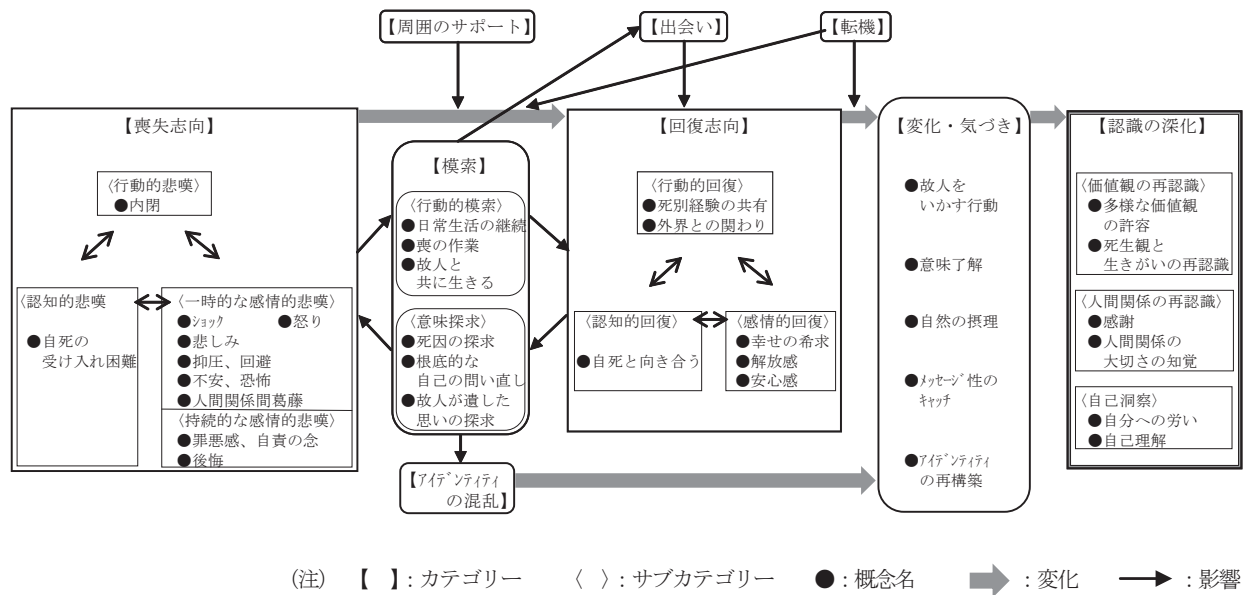 【周囲のサポート】
【出会い】
【転機】
【喪失志向】
〈行動的悲嘆〉
●内閉
〈認知的悲嘆
●自死の
受け入れ困難
〈一時的な感情的悲嘆〉
●ショック ●怒り
●悲しみ
●抑圧、回避
●不安、恐怖
●人間関係間葛藤
〈持続的な感情的悲嘆〉
●罪悪感、自責の念
●後悔
【模索】
〈行動的模索〉
●日常生活の継続
●喪の作業
●故人と
共に生きる
〈意味探求〉
●死因の探求
●根底的な
自己の問い直し
●故人が遺した
思いの探求
【アイデンティティ
の混乱】
【回復志向】
〈行動的回復〉
●死別経験の共有
●外界との関わり
〈認知的回復〉
●自死と向き合う
〈感情的回復〉
●幸せの希求
●解放感
●安心感
【変化・気づき】
●故人を
いかす行動
●意味了解
●自然の摂理
●メッセージ性の
キャッチ
●アイデンティティ
の再構築
【認識の深化】
〈価値観の再認識〉
●多様な価値観
の許容
●死生観と
生きがいの再認識
〈人間関係の再認識〉
●感謝
●人間関係の
大切さの知覚
〈自己洞察〉
●自分への労い
●自己理解
(注) 【 】:カテゴリー 〈 〉:サブカテゴリー ●:概念名 :変化 :影響